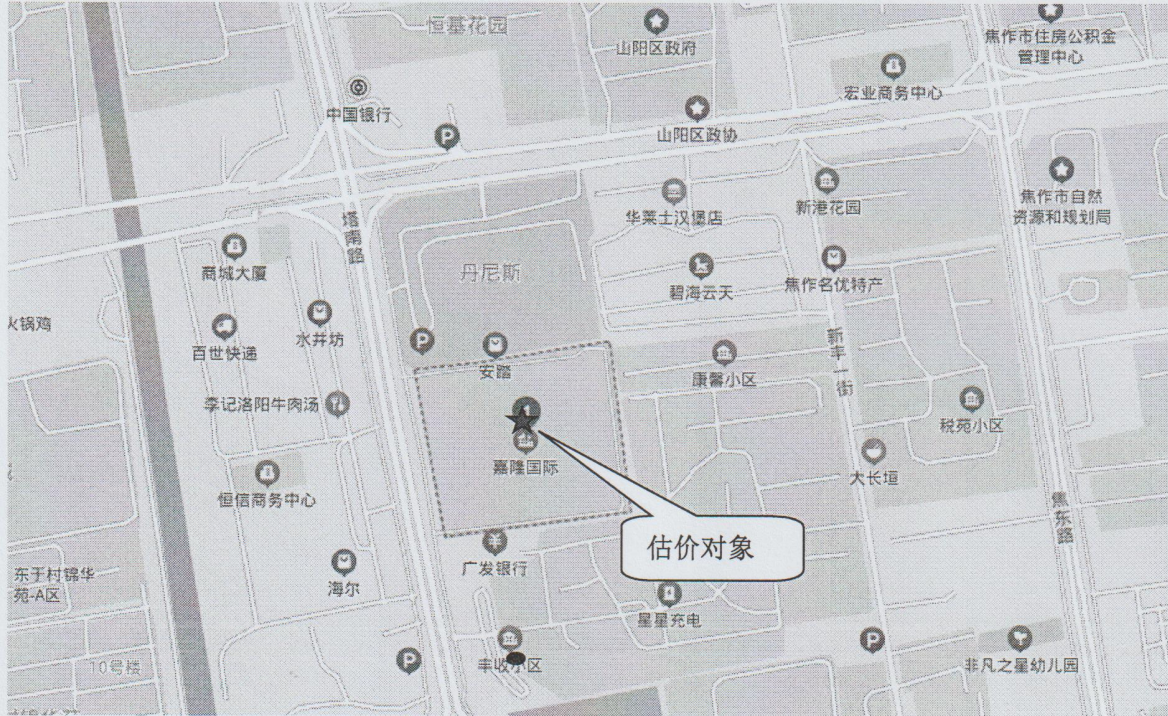 恒基花园
山阳区政府
焦作市住房公积金
管理中心
宏业商务中心
中国银行
P
山阳区政协
塔南路
华莱士汉堡店
新港花园
焦作市自然
资源和规划局
商城大厦
丹尼斯
碧海云天
焦作名优特产
火锅鸡
百世快递
水井坊
P
安踏
康馨小区
新丰一街
李记洛阳牛肉汤
税苑小区
嘉隆国际
大长垣
恒信商务中心
焦东路
估价对象
广发银行
海尔
东于村锦华
苑-A区
星星充电
10号楼
P
丰收小区
P
非凡之星幼儿园